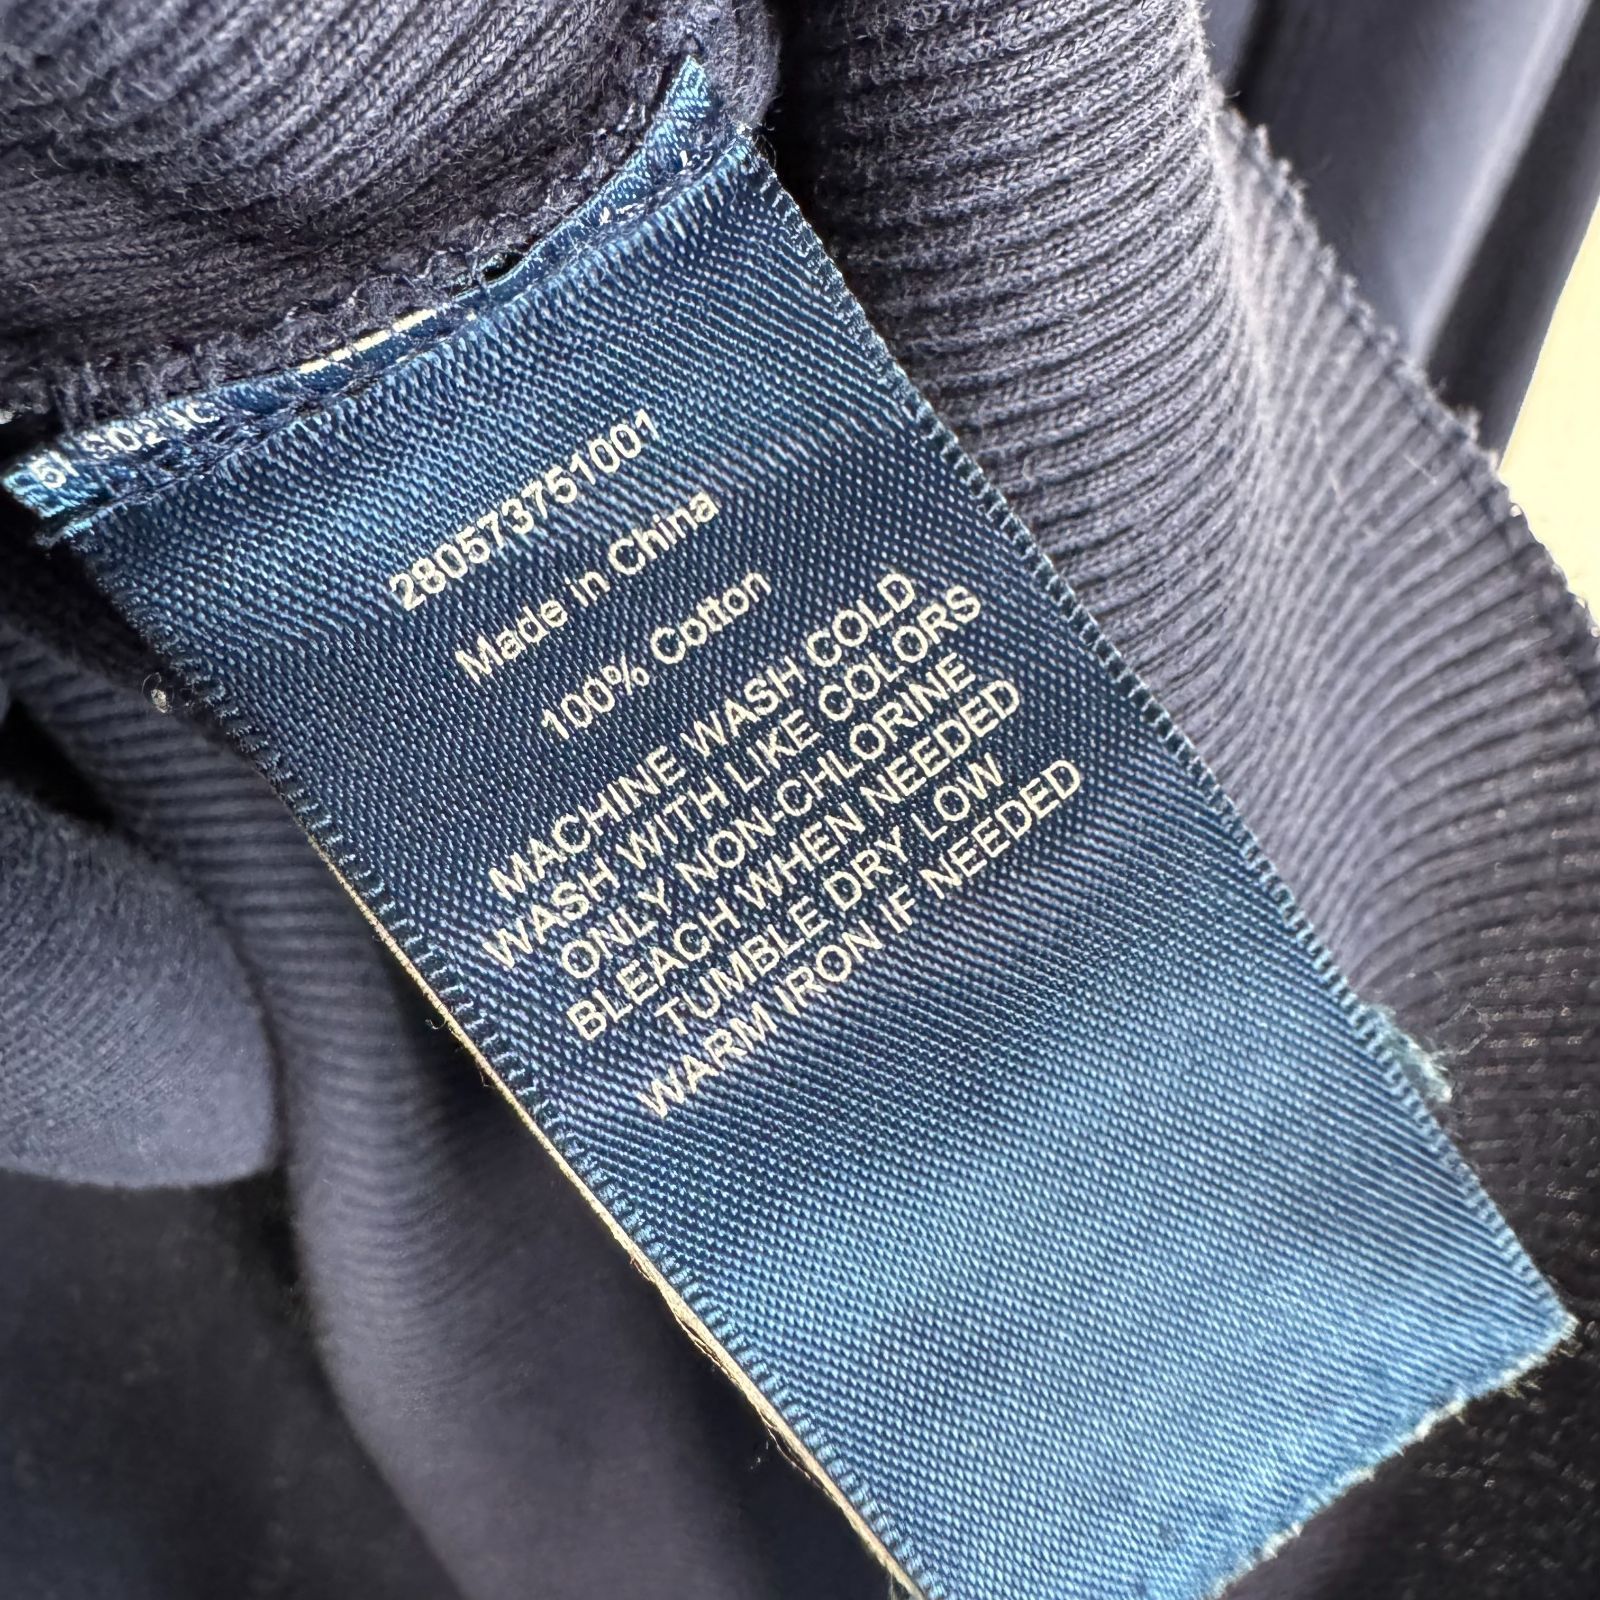 280573751001
Made in China
100% Cotton
MACHINE WASH COLD
WASH WITH LIKE COLORS
ONLY NON-CHLORINE
BLEACH WHEN NEEDED
TUMBLE DRY LOW
WARM IRON IF NEEDED